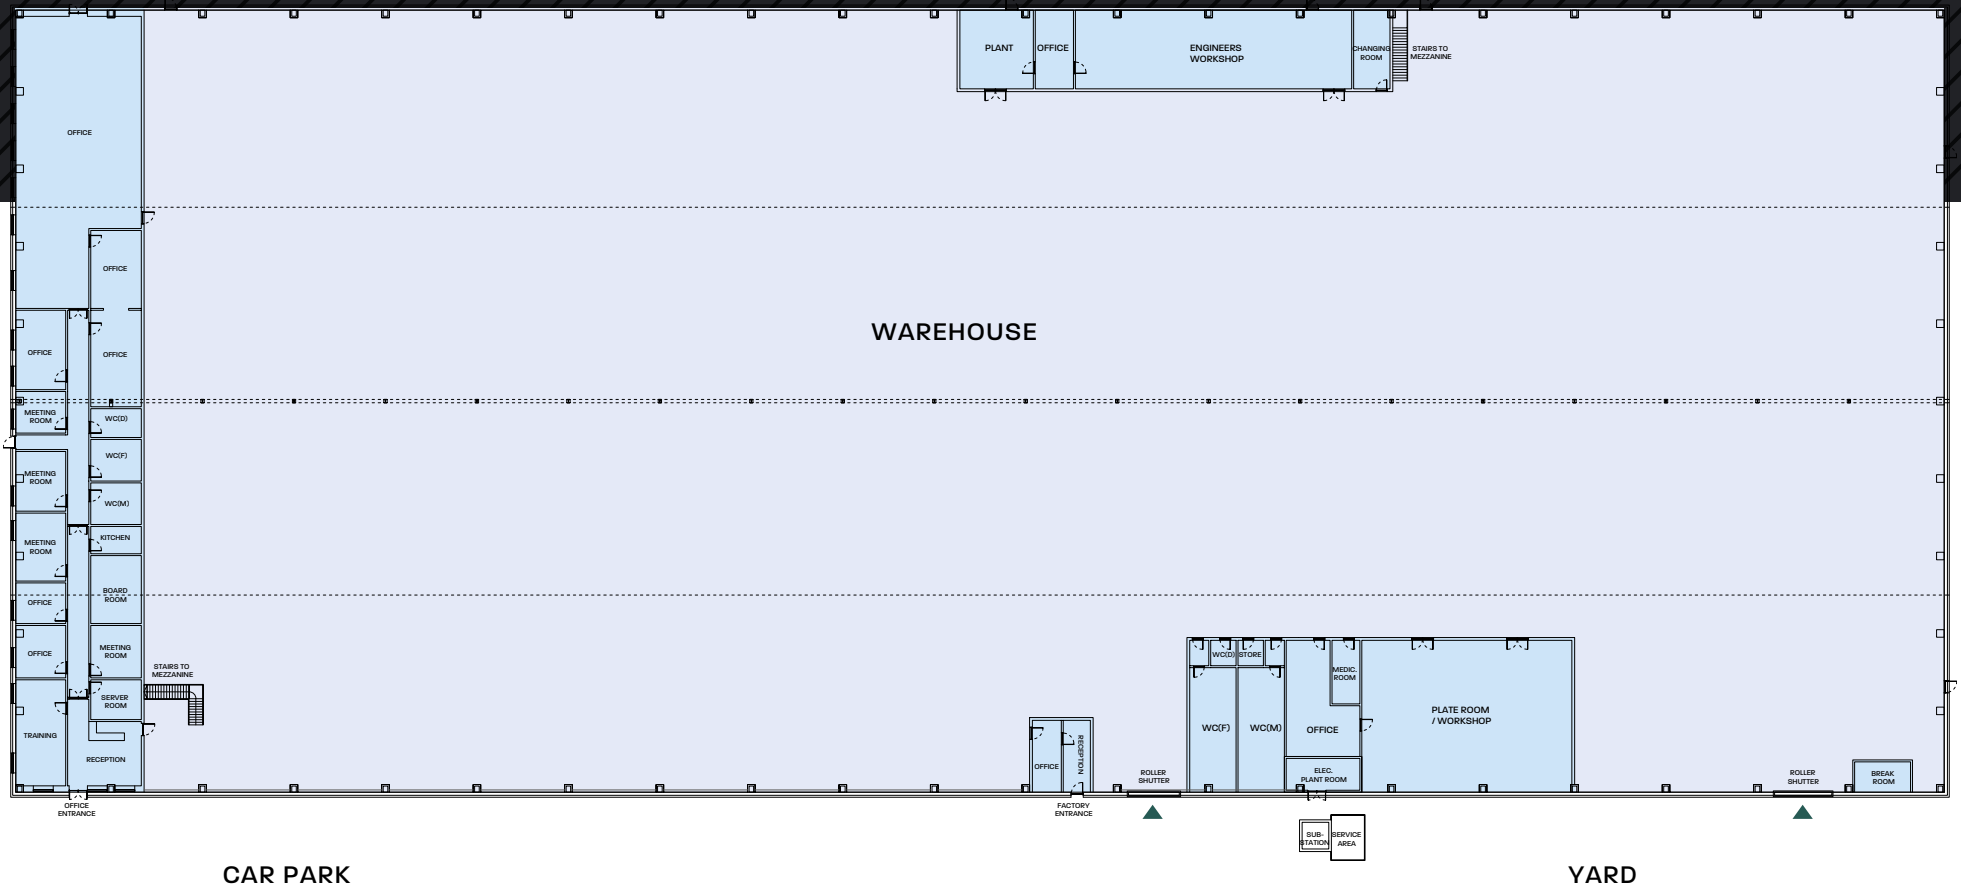 PLANT
OFFICE
ENGINEERS
WORKSHOP
CHANGING
ROOM
STAIRS TO
MEZZANINE
OFFICE
OFFICE
WAREHOUSE
OFFICE
OFFICE
MEETING
ROOM
WC(D)
WC(F)
MEETING
ROOM
WC(M)
KITCHEN
MEETING
ROOM
BOARD
ROOM
OFFICE
MEETING
ROOM
OFFICE
STAIRS TO
MEZZANINE
SERVER
ROOM
TRAINING
RECEPTION
OFFICE
ENTRANCE
OFFICE
RECEPTION
FACTORY
ENTRANCE
ROLLER
SHUTTER
WC(D)
STORE
MEDIC.
ROOM
WC(F)
WC(M)
OFFICE
ELEC.
PLANT ROOM
PLATE ROOM
/ WORKSHOP
ROLLER
SHUTTER
BREAK
ROOM
SUB-
STATION
SERVICE
AREA
CAR PARK
YARD